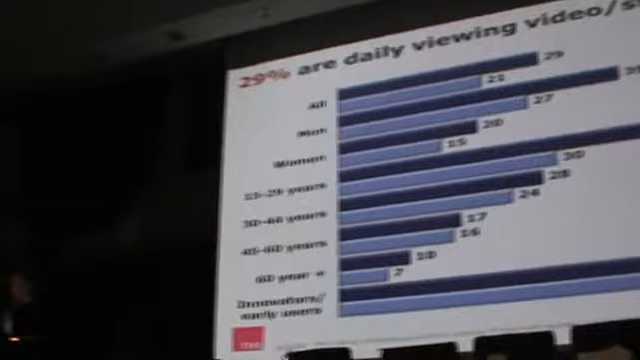 29% are daily viewing video/s
All
29
21
Men
27
Women
20
15
15-29 years
30
30-44 years
28
24
45-60 years
17
16
60 year +
10
7
Innovators/
early users